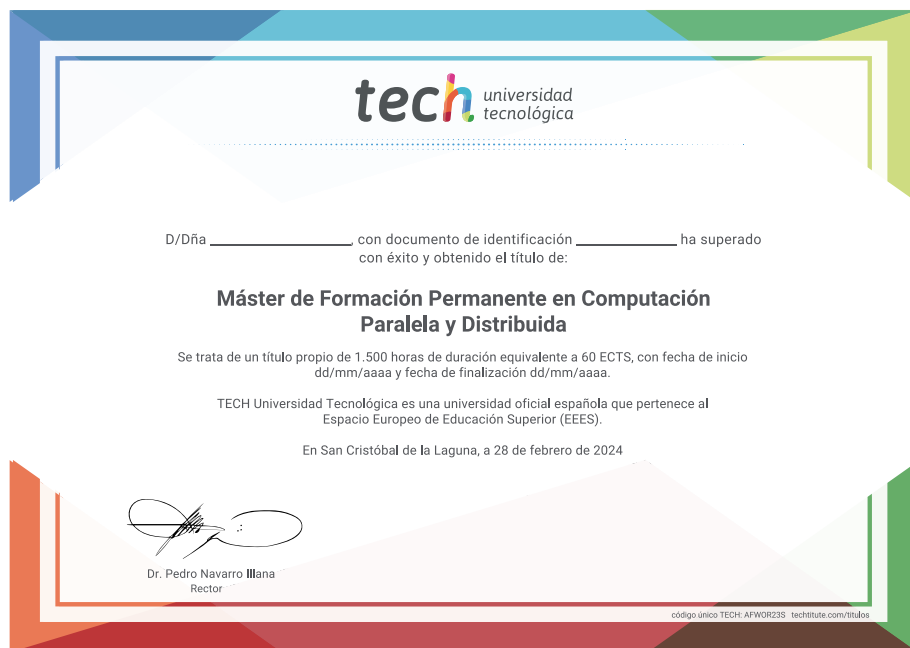 tech universidad
tecnológica
D/Dña ______________, con documento de identificación __________ ha superado
con éxito y obtenido el título de:
Máster de Formación Permanente en Computación
Paralela y Distribuida
Se trata de un título propio de 1.500 horas de duración equivalente a 60 ECTS, con fecha de inicio
dd/mm/aaaa y fecha de finalización dd/mm/aaaa.
TECH Universidad Tecnológica es una universidad oficial española que pertenece al
Espacio Europeo de Educación Superior (EEES).
En San Cristóbal de la Laguna, a 28 de febrero de 2024
Dr. Pedro Navarro Illana
Rector
código único TECH: AFWOR23S techtitute.com/titulos